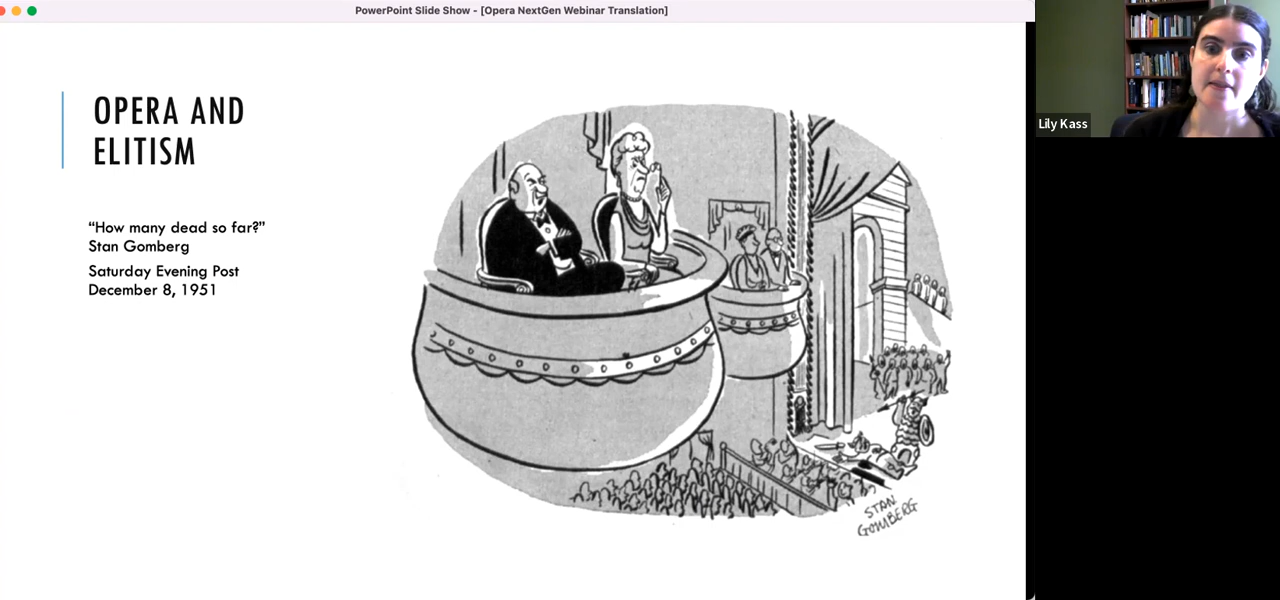 PowerPoint Slide Show - [Opera NextGen Webinar Translation]
OPERA AND
ELITISM
“How many dead so far?”
Stan Gomberg
Saturday Evening Post
December 8, 1951
STAN
GOMBERG
Lily Kass